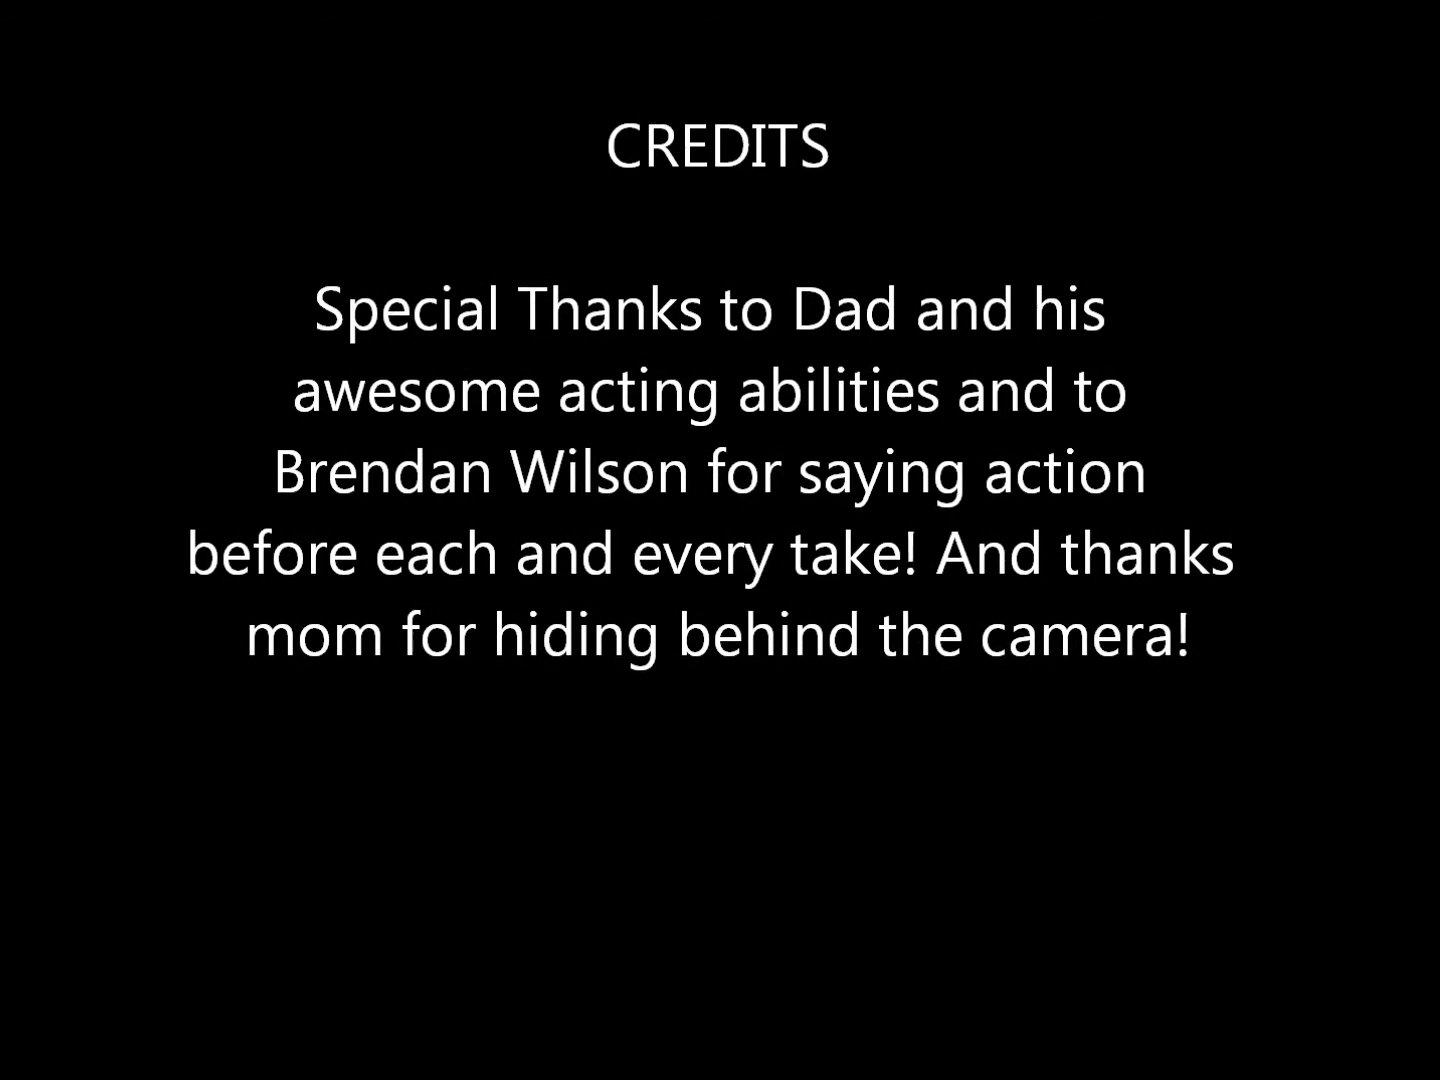 CREDITS
Special Thanks to Dad and his
awesome acting abilities and to
Brendan Wilson for saying action
before each and every take! And thanks
mom for hiding behind the camera!